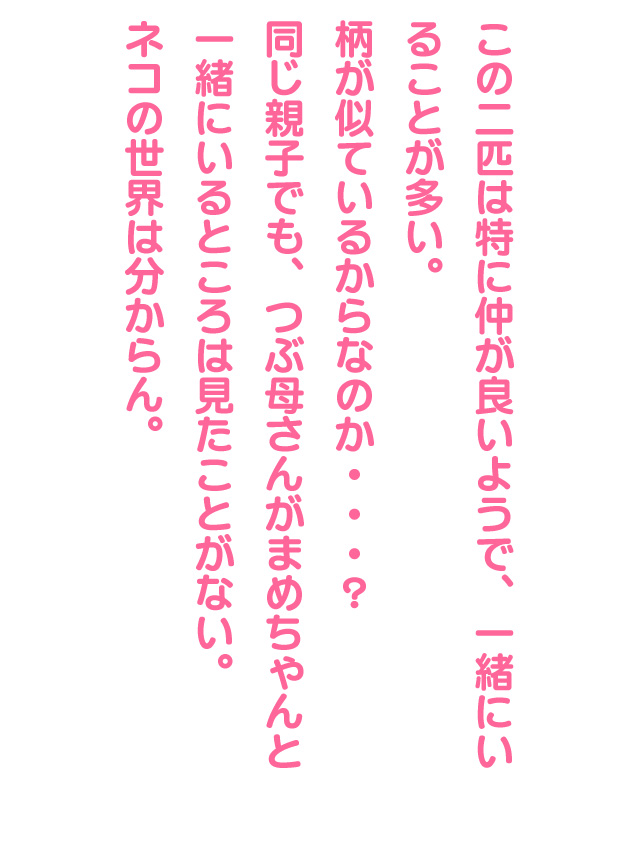 この二匹は特に仲が良いようで、一緒にい
ることが多い。
柄が似ているからなのか・・・？
同じ親子でも、つぶ母さんがまめちゃんと
一緒にいるところは見たことがない。
ネコの世界は分からん。